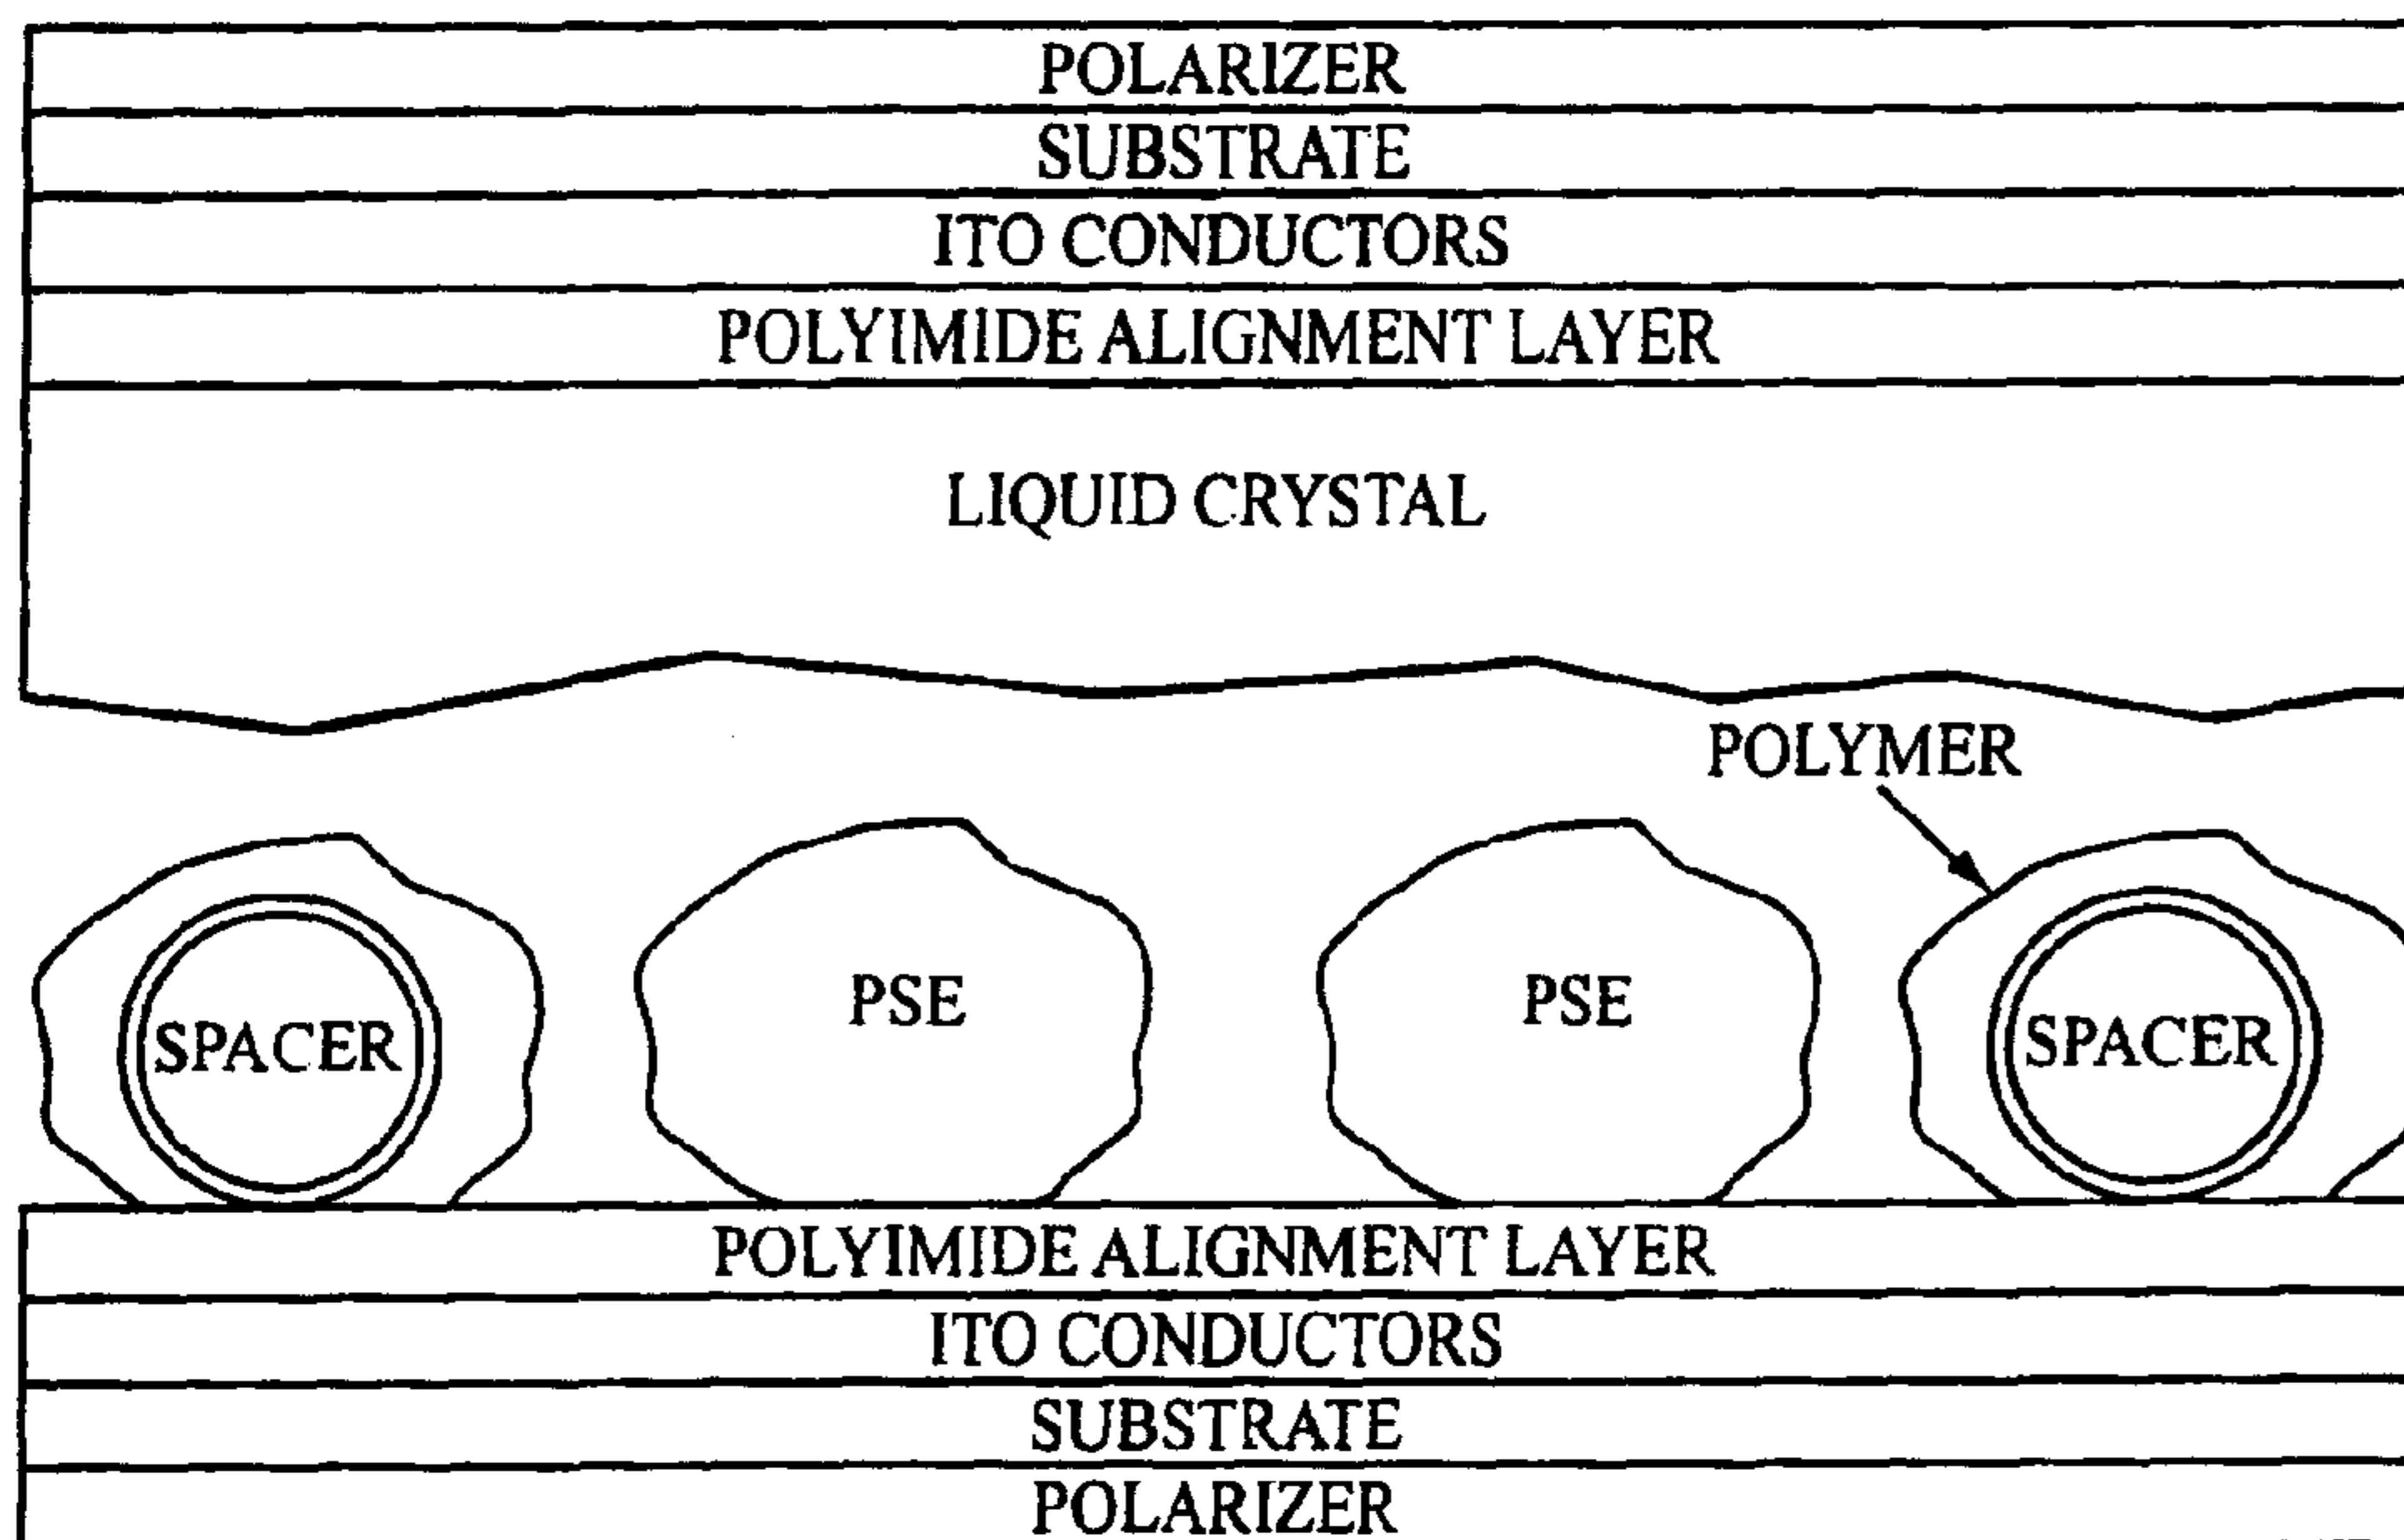 POLARIZER
SUBSTRATE
ITO CONDUCTORS
POLYIMIDE ALIGNMENT LAYER
LIQUID CRYSTAL
POLYMER
SPACER
PSE
PSE
SPACER
POLYIMIDE ALIGNMENT LAYER
ITO CONDUCTORS
SUBSTRATE
POLARIZER